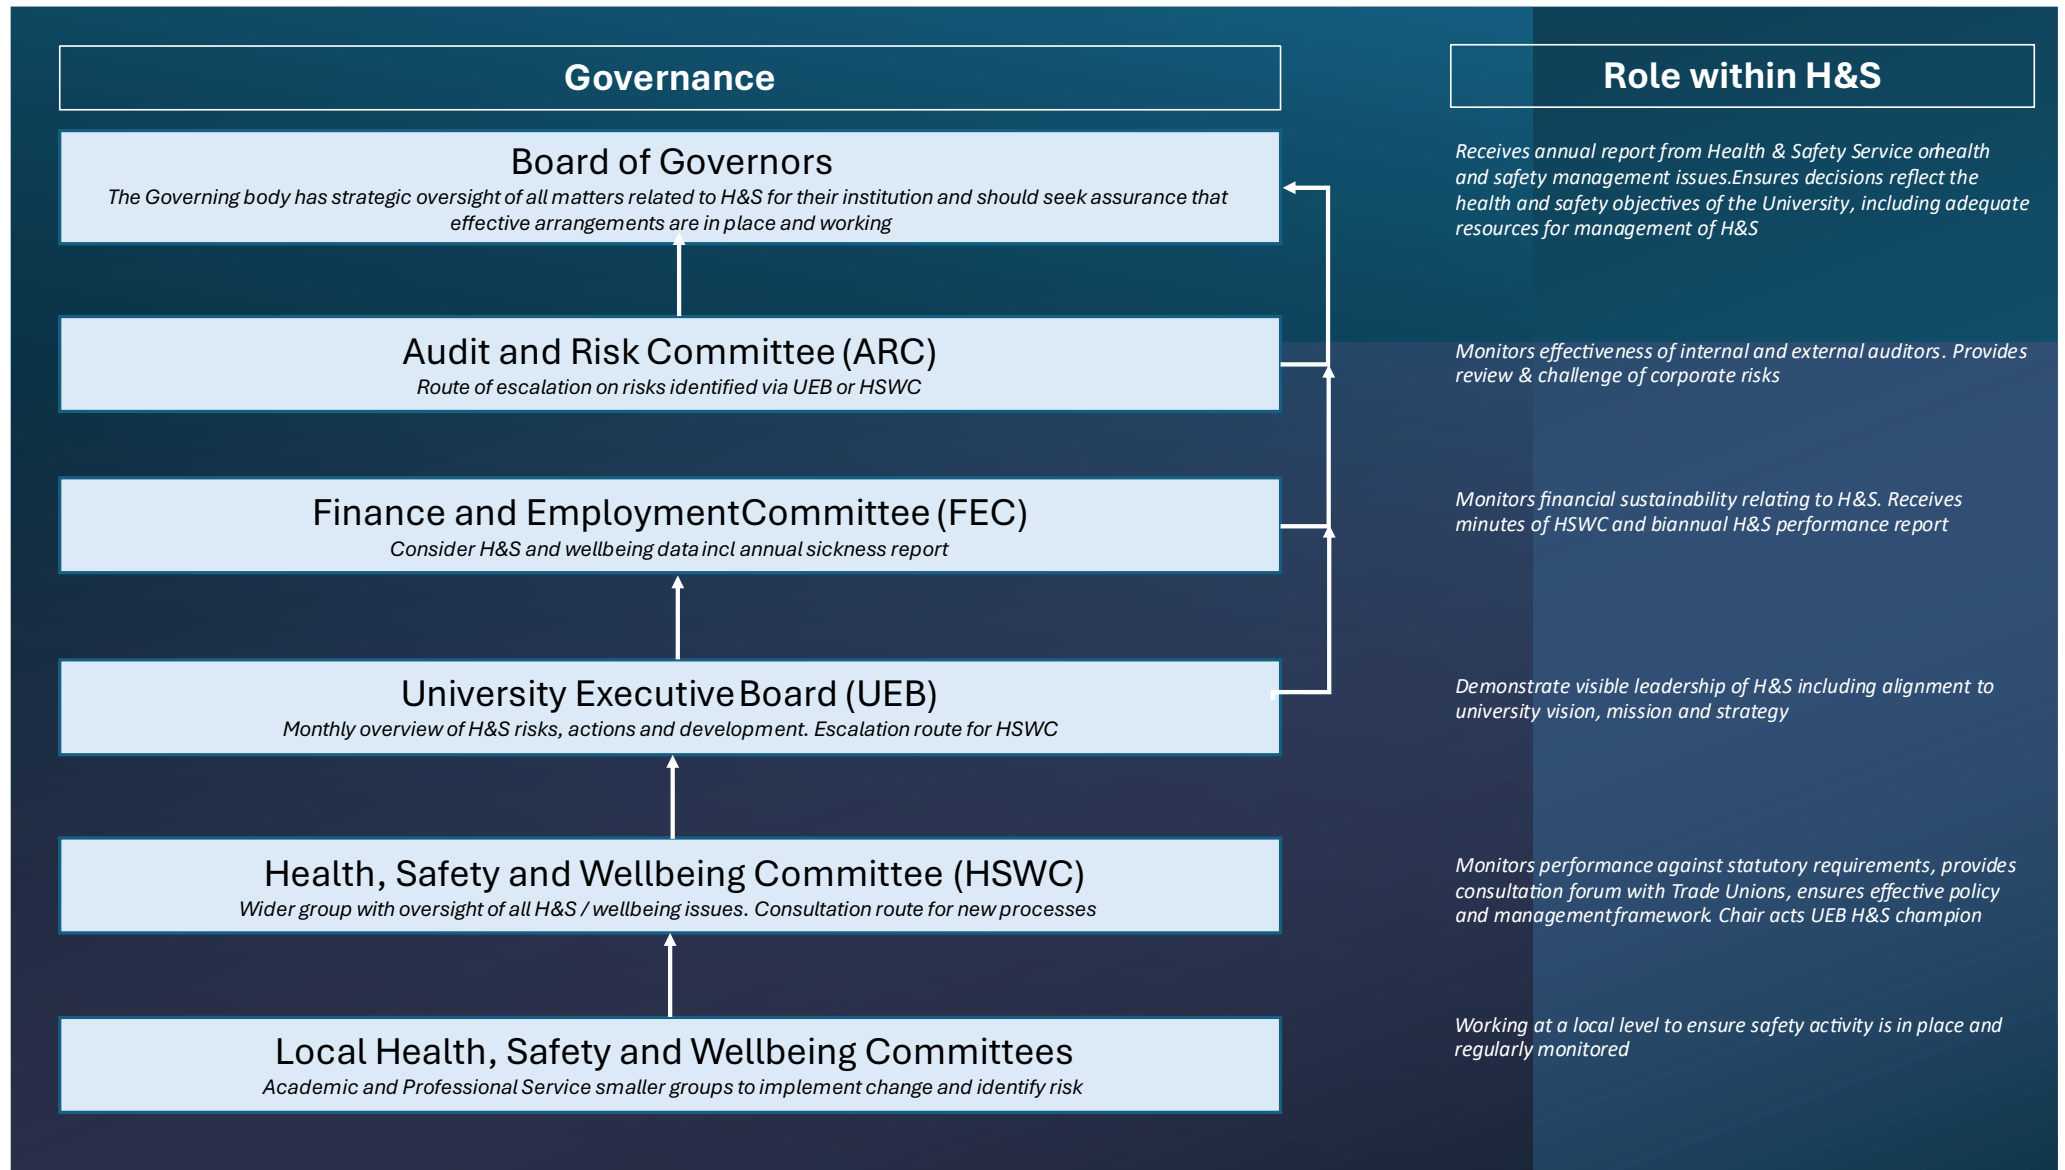 Governance
Role within H&S
Board of Governors
The Governing body has strategic oversight of all matters related to H&S for their institution and should seek assurance that
effective arrangements are in place and working
Receives annual report from Health & Safety Service on health
and safety management issues.Ensures decisions reflect the
health and safety objectives of the University, including adequate
resources for management of H&S
Audit and Risk Committee (ARC)
Route of escalation on risks identified via UEB or HSWC
Monitors effectiveness of internal and external auditors. Provides
review & challenge of corporate risks
Finance and Employment Committee (FEC)
Consider H&S and wellbeing data incl annual sickness report
Monitors financial sustainability relating to H&S. Receives
minutes of HSWC and biannual H&S performance report
University Executive Board (UEB)
Monthly overview of H&S risks, actions and development. Escalation route for HSWC
Demonstrate visible leadership of H&S including alignment to
university vision, mission and strategy
Health, Safety and Wellbeing Committee (HSWC)
Wider group with oversight of all H&S / wellbeing issues. Consultation route for new processes
Monitors performance against statutory requirements, provides
consultation forum with Trade Unions, ensures effective policy
and management framework. Chair acts UEB H&S champion
Local Health, Safety and Wellbeing Committees
Academic and Professional Service smaller groups to implement change and identify risk
Working at a local level to ensure safety activity is in place and
regularly monitored